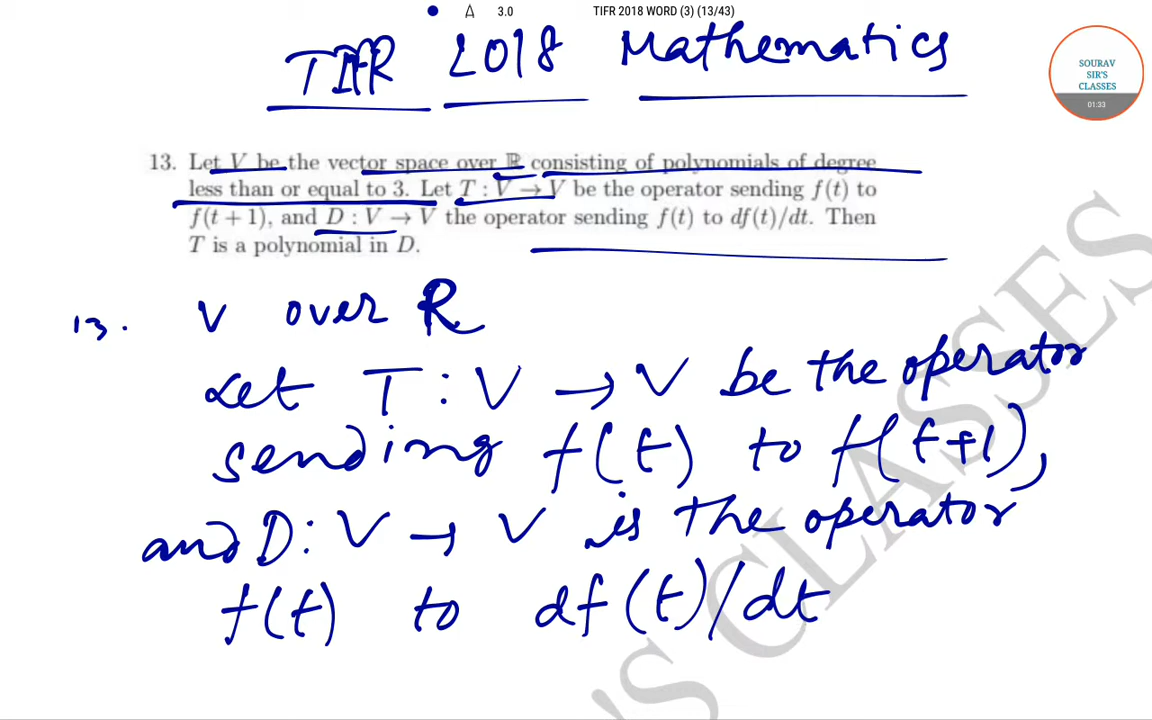 3.0 TIFR 2018 WORD (3) (13/43)
TIFR 2018 Mathematics
SOURAV
SIR'S
CLASSES
01:33
13. Let V be the vector space over ℝ consisting of polynomials of degree
less than or equal to 3. Let T : V → V be the operator sending f(t) to
f(t + 1), and D : V → V the operator sending f(t) to df(t)/dt. Then
T is a polynomial in D.
13. V over R
Let T : V → V be the operator
sending f(t) to f(t+1),
and D : V → V is the operator
f(t) to df(t)/dt
'S CLASSES